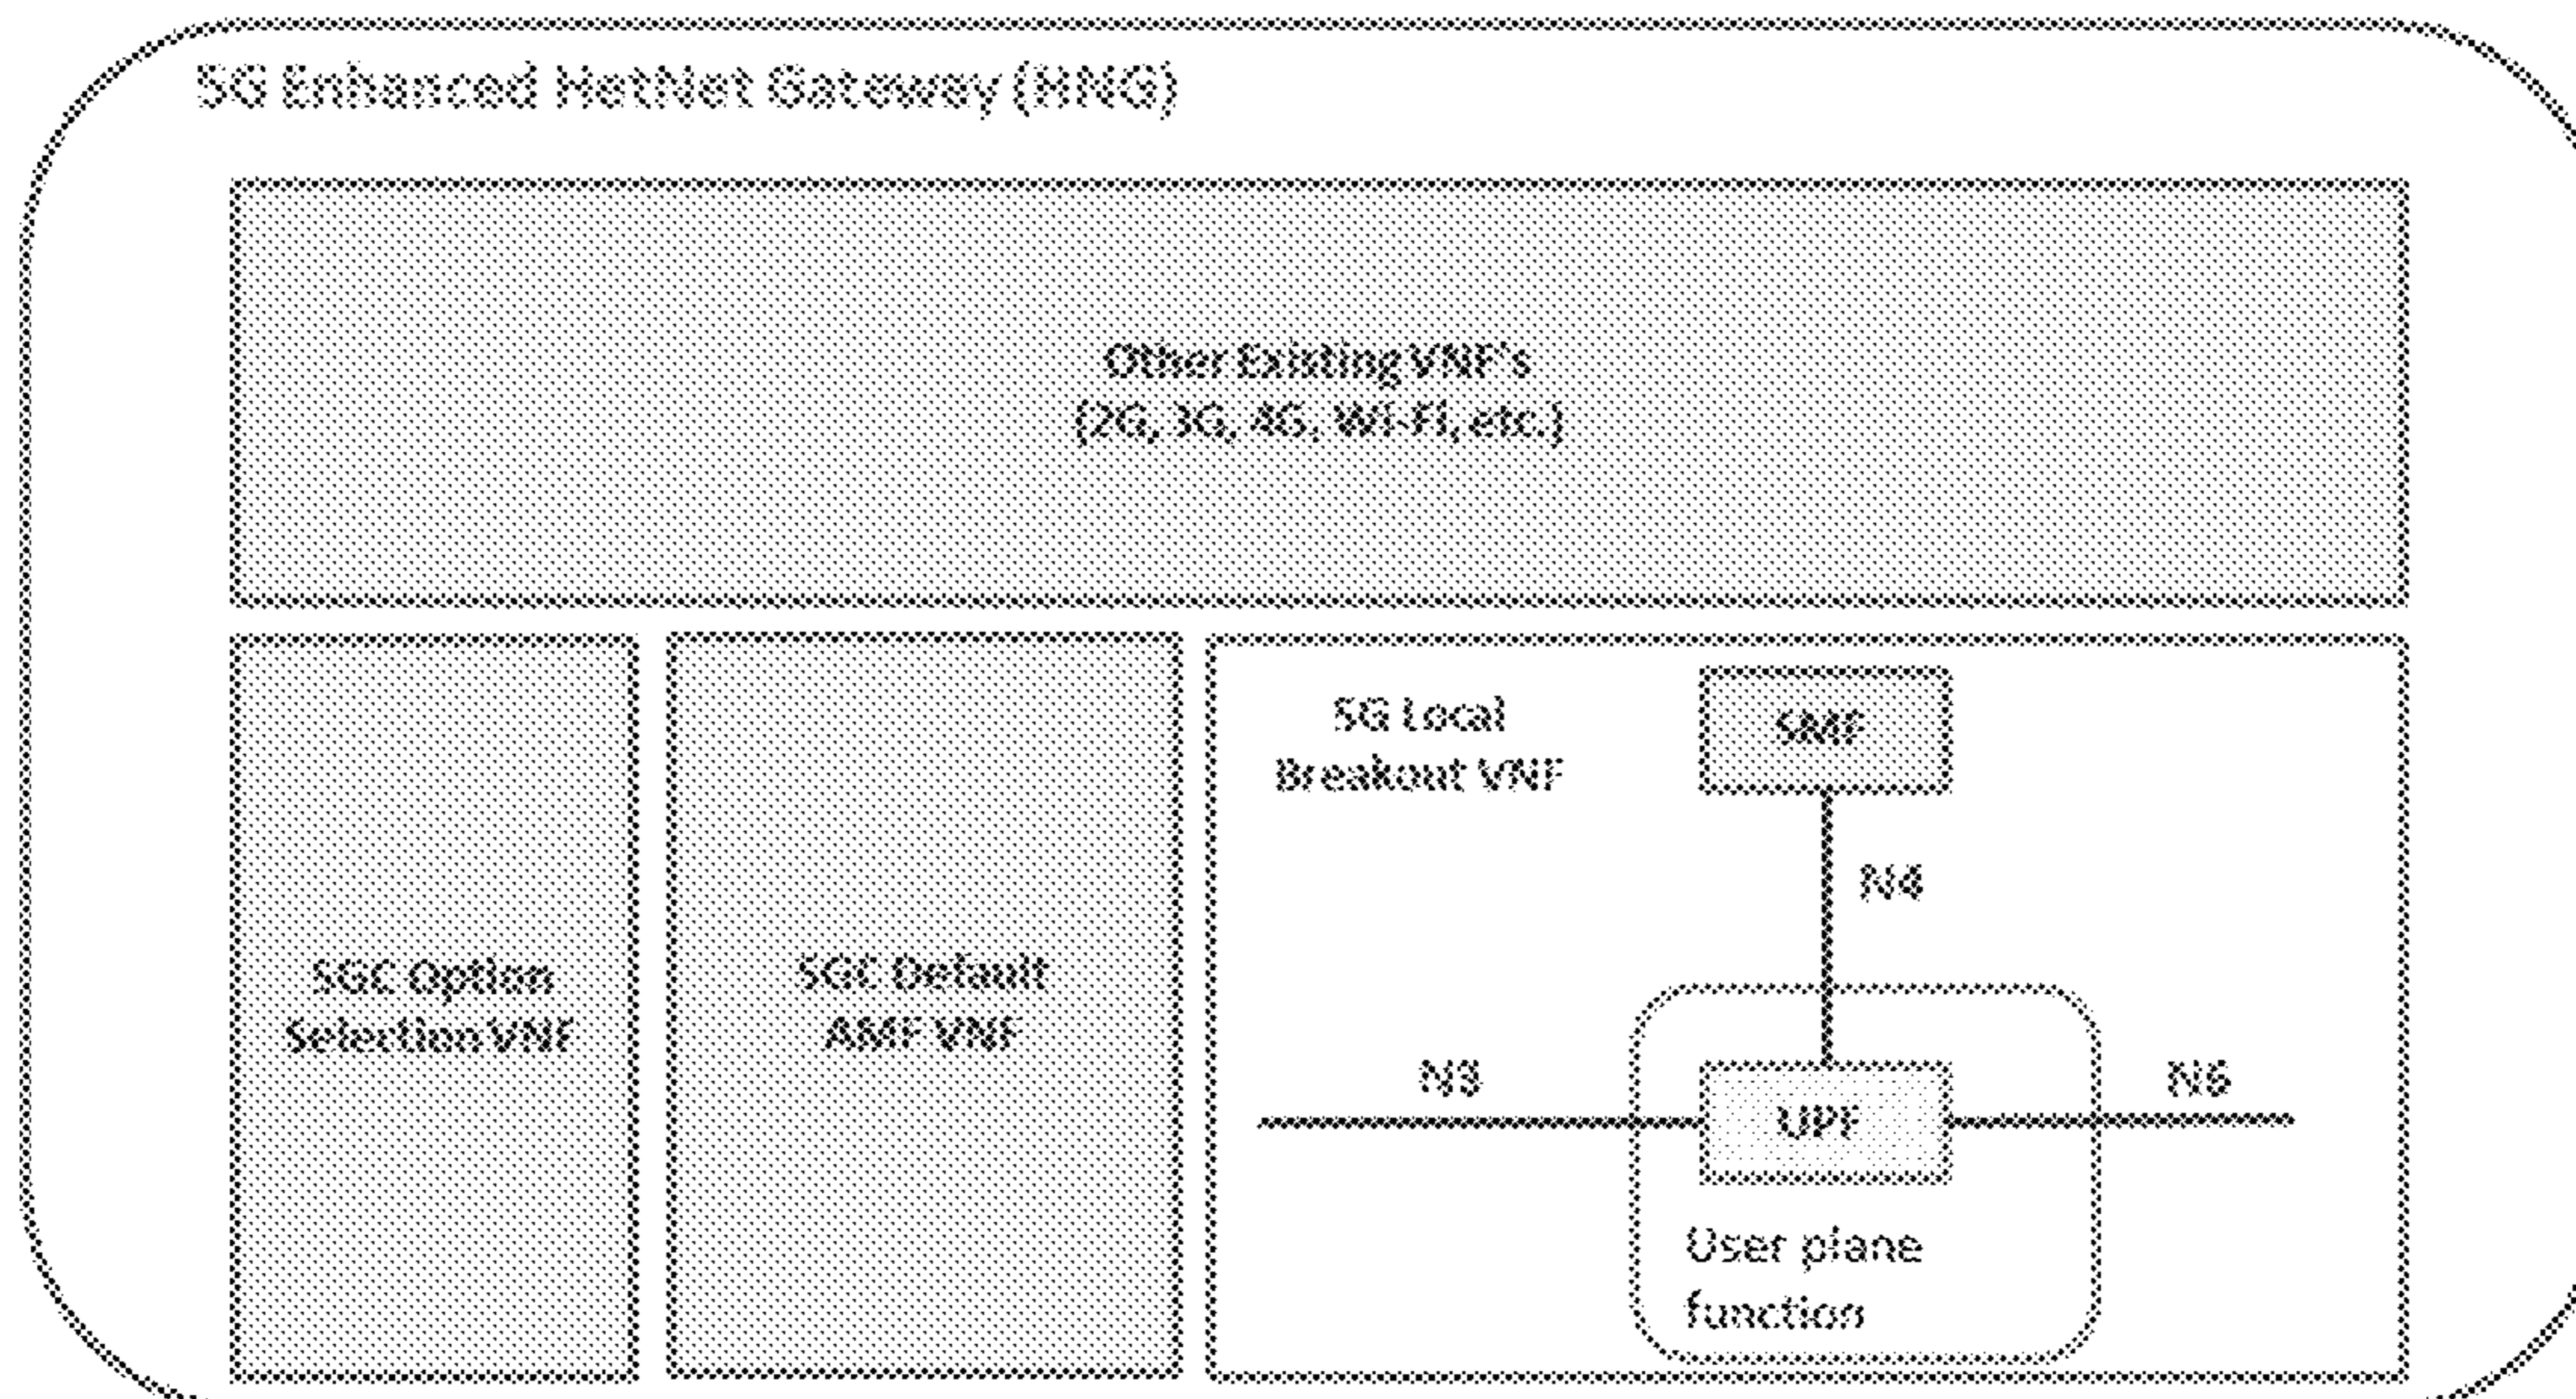 5G Enhanced HetNet Gateway (HNG)
Other Existing VNF's
(2G, 3G, 4G, Wi-Fi, etc.)
5GC Option
Selection VNF
5GC Default
AMF VNF
5G Local
Breakout VNF
SMF
N4
N3
UPF
N6
User plane
function